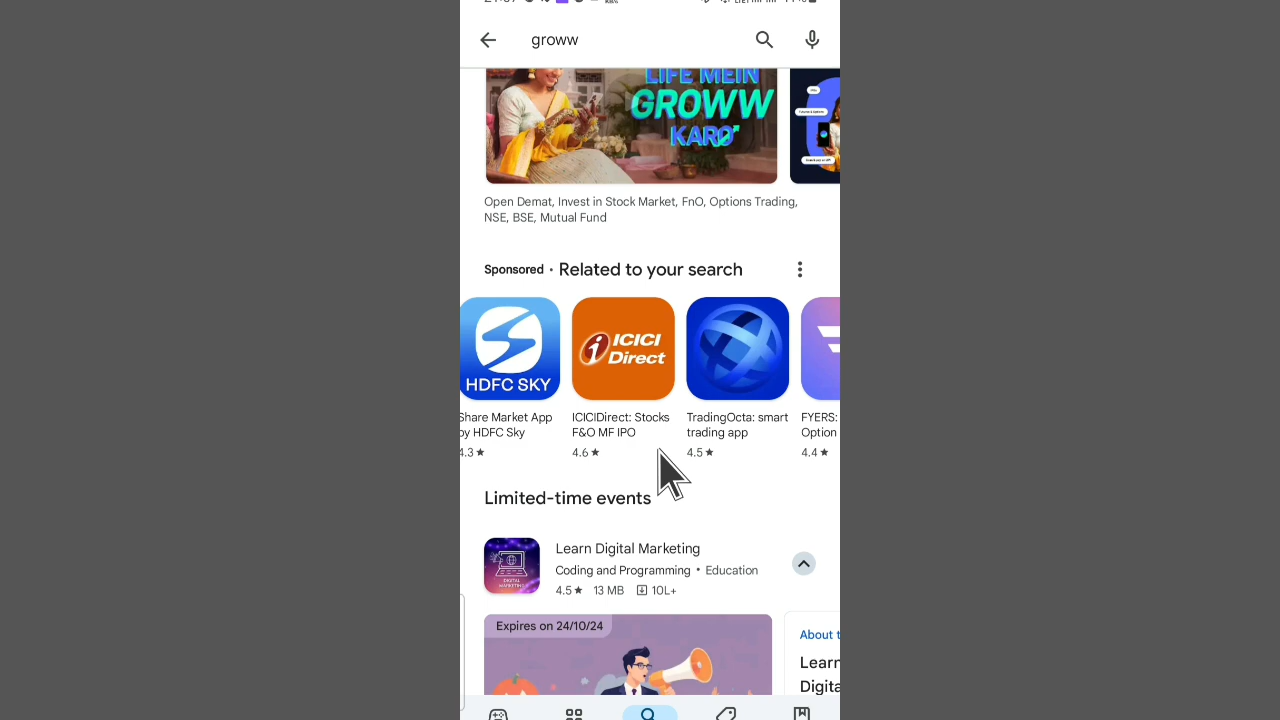 groww
LIFE MEIN
GROWW
KARO
Open Demat, Invest in Stock Market, FnO, Options Trading,
NSE, BSE, Mutual Fund
Sponsored • Related to your search
HDFC SKY
ICICI
Direct
Share Market App
by HDFC Sky
4.3★
ICICIDirect: Stocks
F&O MF IPO
4.6★
TradingOcta: smart
trading app
4.5★
FYERS:
Option
4.4★
Limited-time events
DIGITAL
MARKETING
Learn Digital Marketing
Coding and Programming • Education
4.5★ 13 MB 10L+
Expires on 24/10/24
About t
Learn
Digita